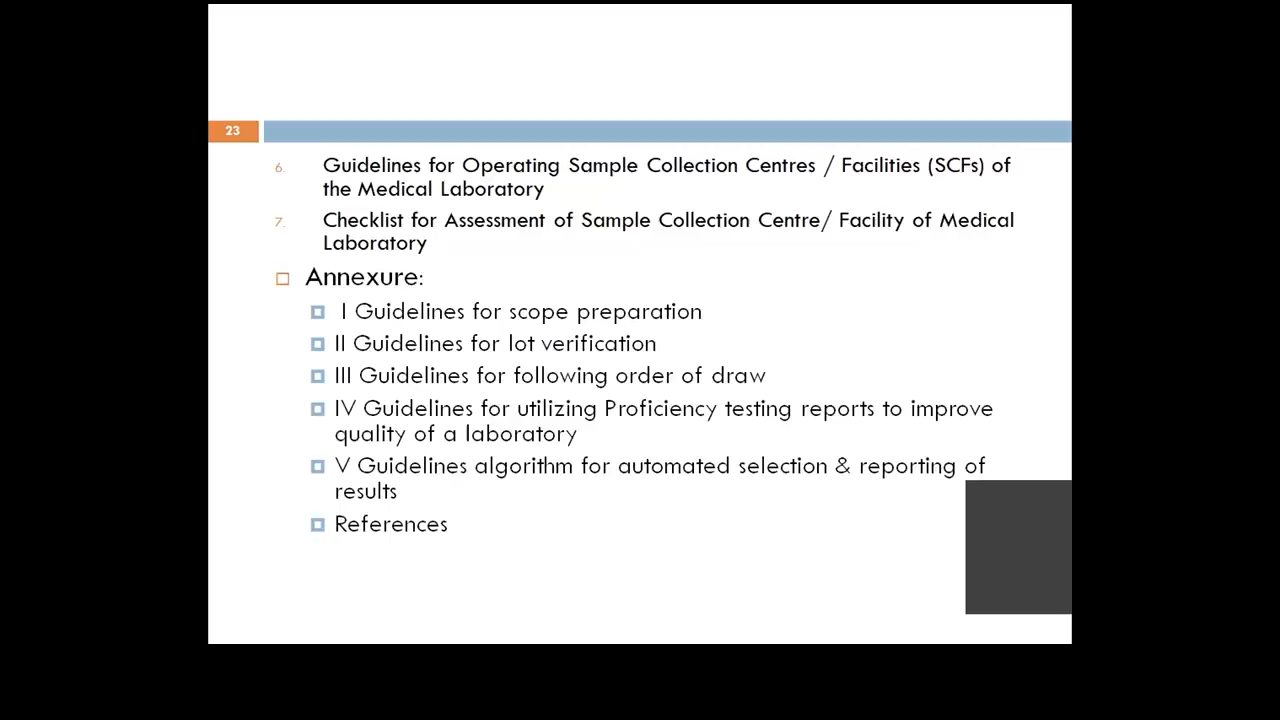 23
6. Guidelines for Operating Sample Collection Centres / Facilities (SCFs) of
the Medical Laboratory
7. Checklist for Assessment of Sample Collection Centre/ Facility of Medical
Laboratory
Annexure:
I Guidelines for scope preparation
II Guidelines for lot verification
III Guidelines for following order of draw
IV Guidelines for utilizing Proficiency testing reports to improve
quality of a laboratory
V Guidelines algorithm for automated selection & reporting of
results
References